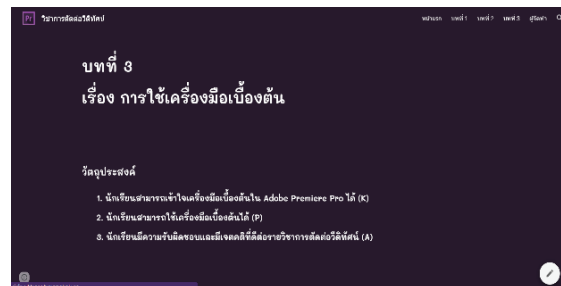 Pr วิชาการตัดต่อวีดิทัศน์
หน้าแรก บทที่ 1 บทที่ 2 บทที่ 3 ผู้จัดทำ
บทที่ 3
เรื่อง การใช้เครื่องมือเบื้องต้น
วัตถุประสงค์
1. นักเรียนสามารถเข้าใจเครื่องมือเบื้องต้นใน Adobe Premiere Pro ได้ (K)
2. นักเรียนสามารถใช้เครื่องมือเบื้องต้นได้ (P)
3. นักเรียนมีความรับผิดชอบและมีเจตคติที่ดีต่อรายวิชาการตัดต่อวีดิทัศน์ (A)